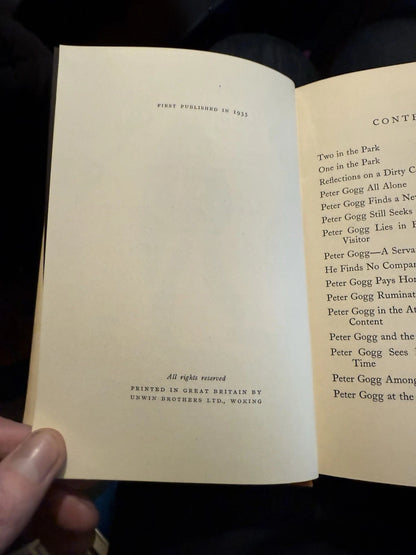 FIRST PUBLISHED IN 1935
All rights reserved
PRINTED IN GREAT BRITAIN BY
UNWIN BROTHERS LTD., WOKING
CONTE
Two in the Park
One in the Park
Reflections on a Dirty C
Peter Gogg All Alone
Peter Gogg Finds a Ne
Peter Gogg Still Seeks
Peter Gogg Lies in B
Visitor
Peter Gogg—A Serva
He Finds No Compa
Peter Gogg Pays Hor
Peter Gogg Ruminat
Peter Gogg in the At
Content
Peter Gogg and the
Peter Gogg Sees
Time
Peter Gogg Among
Peter Gogg at the